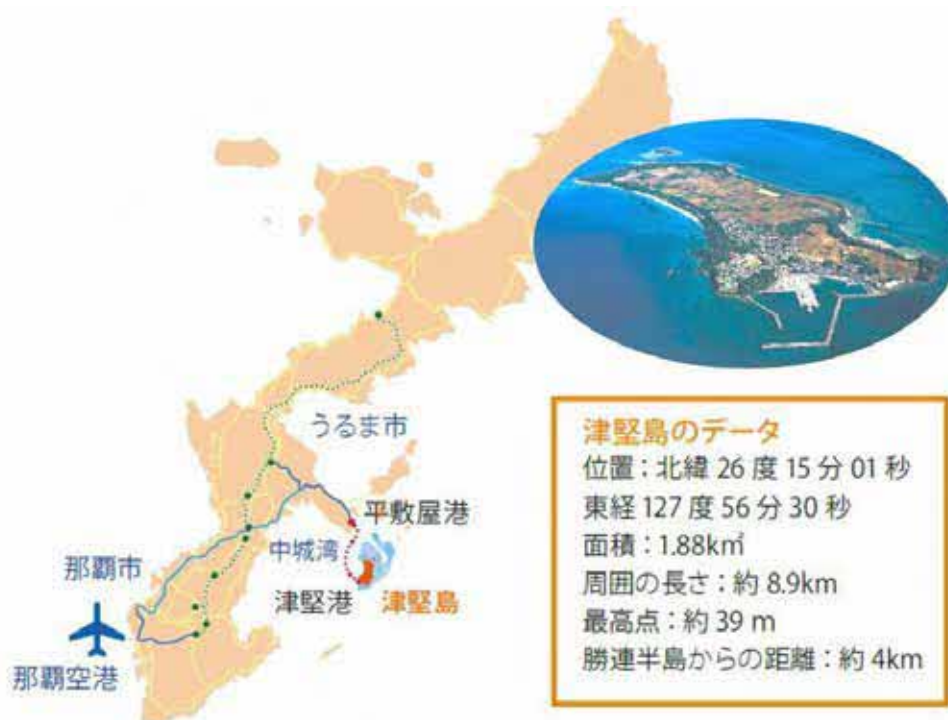 うるま市
平敷屋港
中城湾
那覇市
津堅港
津堅島
那覇空港
津堅島のデータ
位置：北緯 26 度 15 分 01 秒
東経 127 度 56 分 30 秒
面積：1.88k㎡
周囲の長さ：約 8.9km
最高点：約 39 m
勝連半島からの距離：約 4km